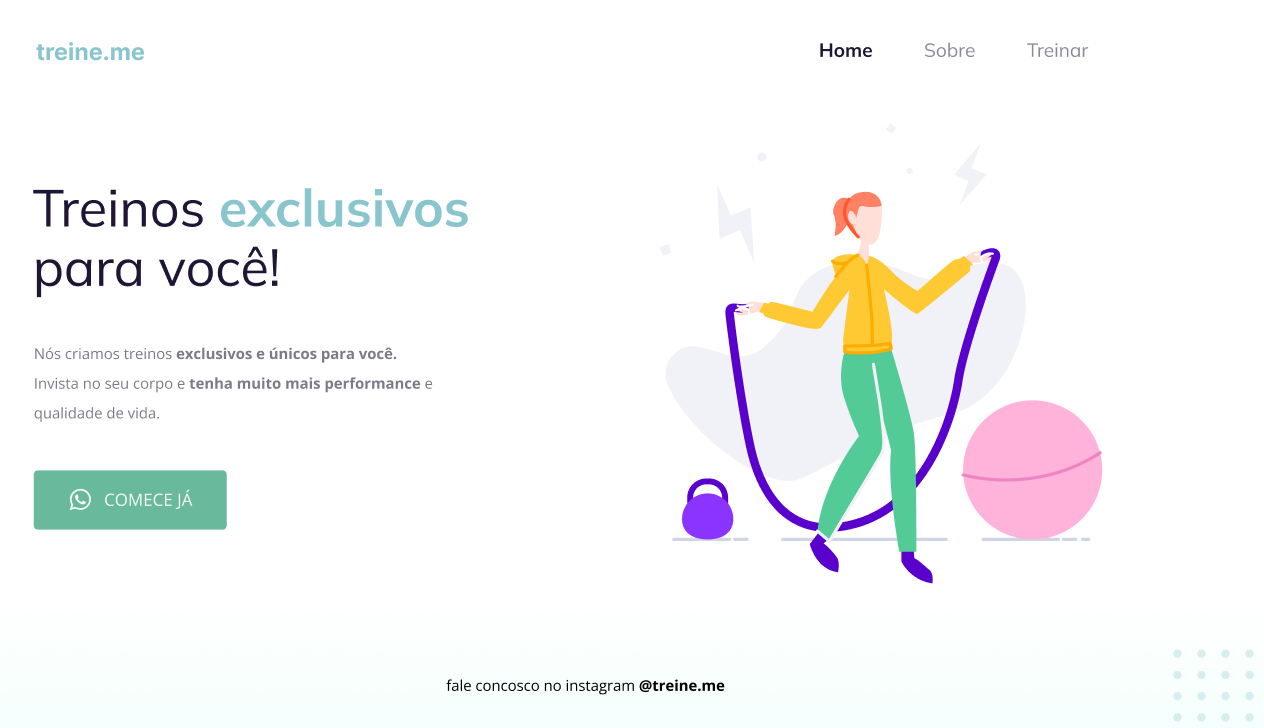 treine.me
Home
Sobre
Treinar
Treinos exclusivos
para você!
Nós criamos treinos exclusivos e únicos para você.
Invista no seu corpo e tenha muito mais performance e
qualidade de vida.
COMECE JÁ
fale concosco no instagram @treine.me